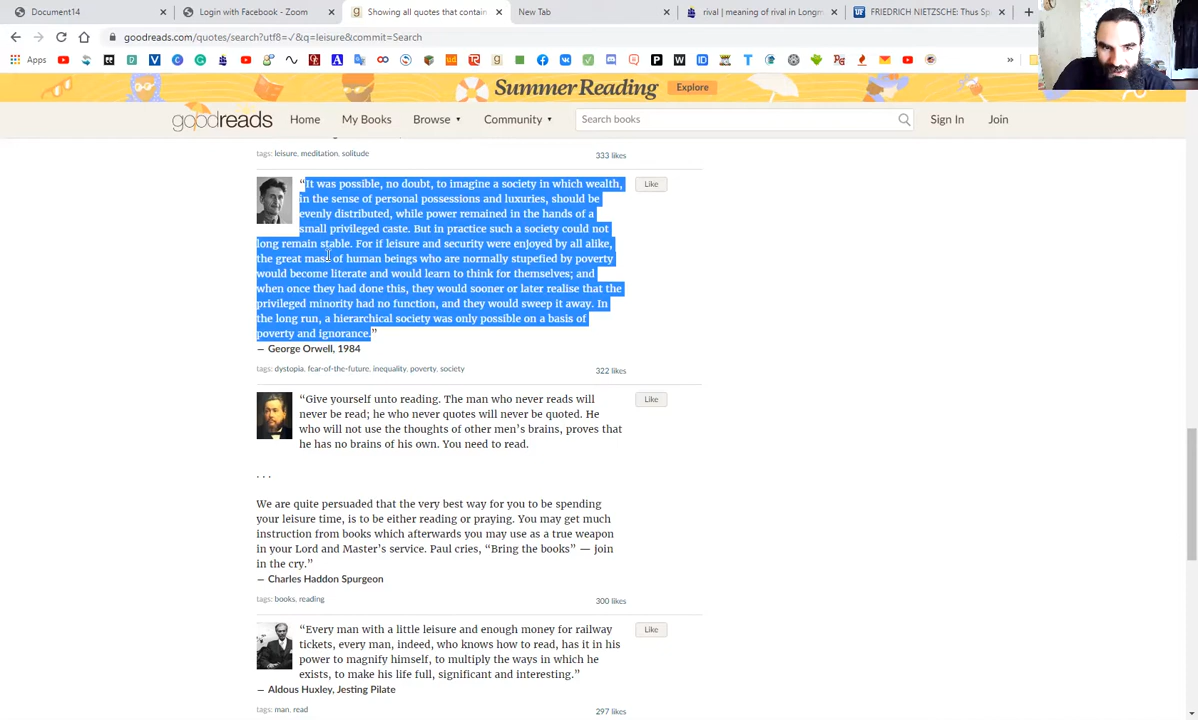 Document14
Login with Facebook - Zoom
Showing all quotes that contain
New Tab
rival | meaning of rival in Longm
FRIEDRICH NIETZSCHE: Thus Sp
goodreads.com/quotes/search?utf8=✓&q=leisure&commit=Search
Apps
Summer Reading
Explore
goodreads
Home
My Books
Browse
Community
Search books
Sign In
Join
tags: leisure, meditation, solitude
333 likes
“It was possible, no doubt, to imagine a society in which wealth,
in the sense of personal possessions and luxuries, should be
evenly distributed, while power remained in the hands of a
small privileged caste. But in practice such a society could not
long remain stable. For if leisure and security were enjoyed by all alike,
the great mass of human beings who are normally stupefied by poverty
would become literate and would learn to think for themselves; and
when once they had done this, they would sooner or later realise that the
privileged minority had no function, and they would sweep it away. In
the long run, a hierarchical society was only possible on a basis of
poverty and ignorance.”
Like
― George Orwell, 1984
tags: dystopia, fear-of-the-future, inequality, poverty, society
322 likes
“Give yourself unto reading. The man who never reads will
never be read; he who never quotes will never be quoted. He
who will not use the thoughts of other men’s brains, proves that
he has no brains of his own. You need to read.
Like
. . .
We are quite persuaded that the very best way for you to be spending
your leisure time, is to be either reading or praying. You may get much
instruction from books which afterwards you may use as a true weapon
in your Lord and Master’s service. Paul cries, “Bring the books” — join
in the cry.”
― Charles Haddon Spurgeon
tags: books, reading
300 likes
“Every man with a little leisure and enough money for railway
tickets, every man, indeed, who knows how to read, has it in his
power to magnify himself, to multiply the ways in which he
exists, to make his life full, significant and interesting.”
Like
― Aldous Huxley, Jesting Pilate
tags: man, read
297 likes